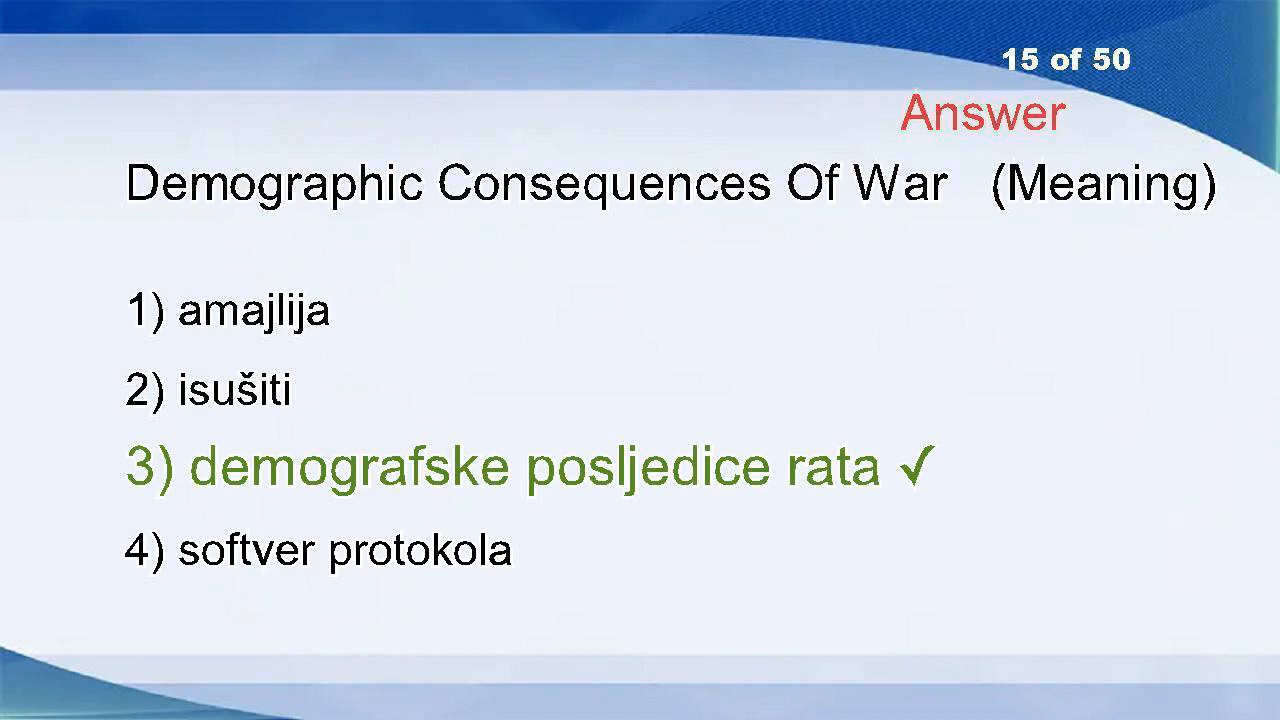 15 of 50
Answer
Demographic Consequences Of War (Meaning)
1) amajlija
2) isušiti
3) demografske posljedice rata ✓
4) softver protokola